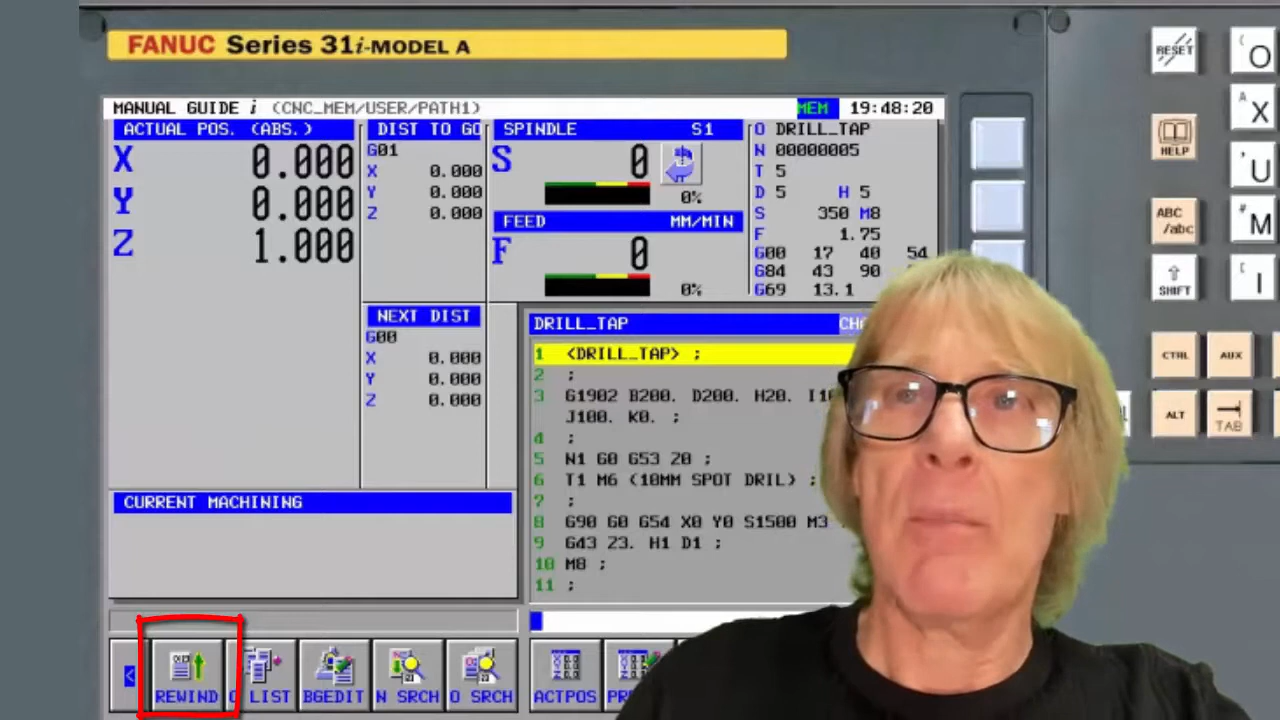 FANUC Series 31i-MODEL A
MANUAL GUIDE i (CNC_MEM/USER/PATH1)
MEM 19:48:20
ACTUAL POS. (ABS.)
X 0.000
Y 0.000
Z 1.000
DIST TO GO
G01
X 0.000
Y 0.000
Z 0.000
SPINDLE S1
S 0
0%
FEED MM/MIN
F 0
0%
O DRILL_TAP
N 00000005
T 5
D 5 H 5
S 350 M8
F 1.75
G00 17 40 54
G84 43 90
G69 13.1
NEXT DIST
G00
X 0.000
Y 0.000
Z 0.000
DRILL_TAP
1 <DRILL_TAP> ;
2 ;
3 G1902 B200. D200. H20.
J100. K0. ;
4 ;
5 N1 G0 G53 Z0 ;
6 T1 M6 (10MM SPOT DRIL) ;
7 ;
8 G90 G0 G54 X0 Y0 S1500 M3
9 G43 Z3. H1 D1 ;
10 M8 ;
11 ;
CURRENT MACHINING
< REWIND O LIST BGEDIT N SRCH O SRCH ACTPOS
RESET
( O
HELP
A X
, U
ABC
/abc
# M
⇧
SHIFT
[ I
CTRL AUX
ALT TAB